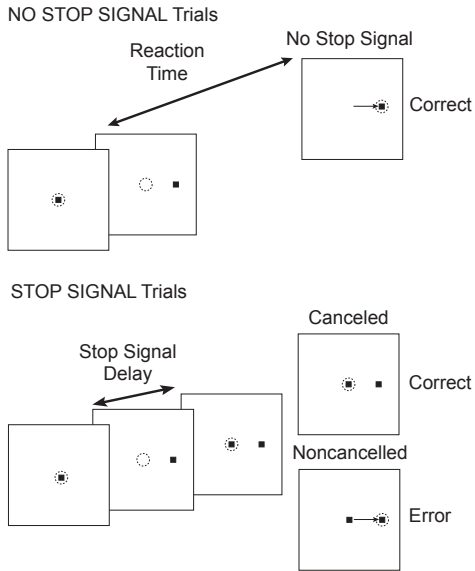 NO STOP SIGNAL Trials
No Stop Signal
Reaction
Time
Correct
STOP SIGNAL Trials
Canceled
Stop Signal
Delay
Correct
Noncancelled
Error